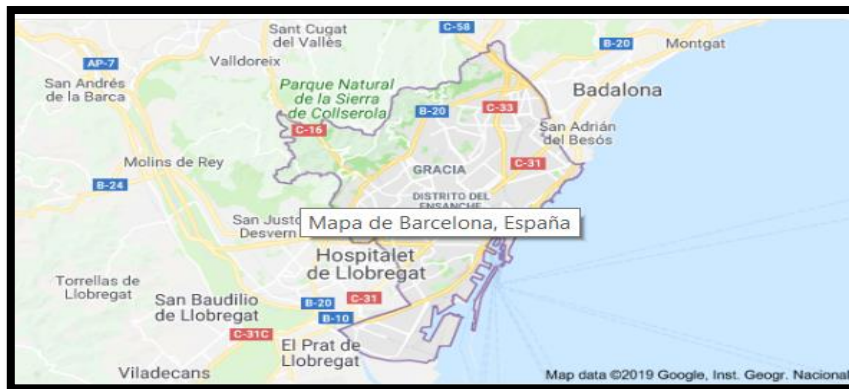 Sant Cugat
del Vallès
C-58
B-20
Montgat
AP-7
Valldoreix
San Andrés
de la Barca
Parque Natural
de la Sierra
de Collserola
Badalona
B-20
C-33
C-16
San Adrián
del Besós
Molins de Rey
C-31
GRACIA
B-24
DISTRITO DEL
ENSANCHE
San Justo
Desvern
Mapa de Barcelona, España
Hospitalet
de Llobregat
Torrellas de
Llobregat
San Baudilio
de Llobregat
B-20
C-31
B-10
C-31C
El Prat de
Llobregat
Viladecans
Map data ©2019 Google, Inst. Geogr. Nacional